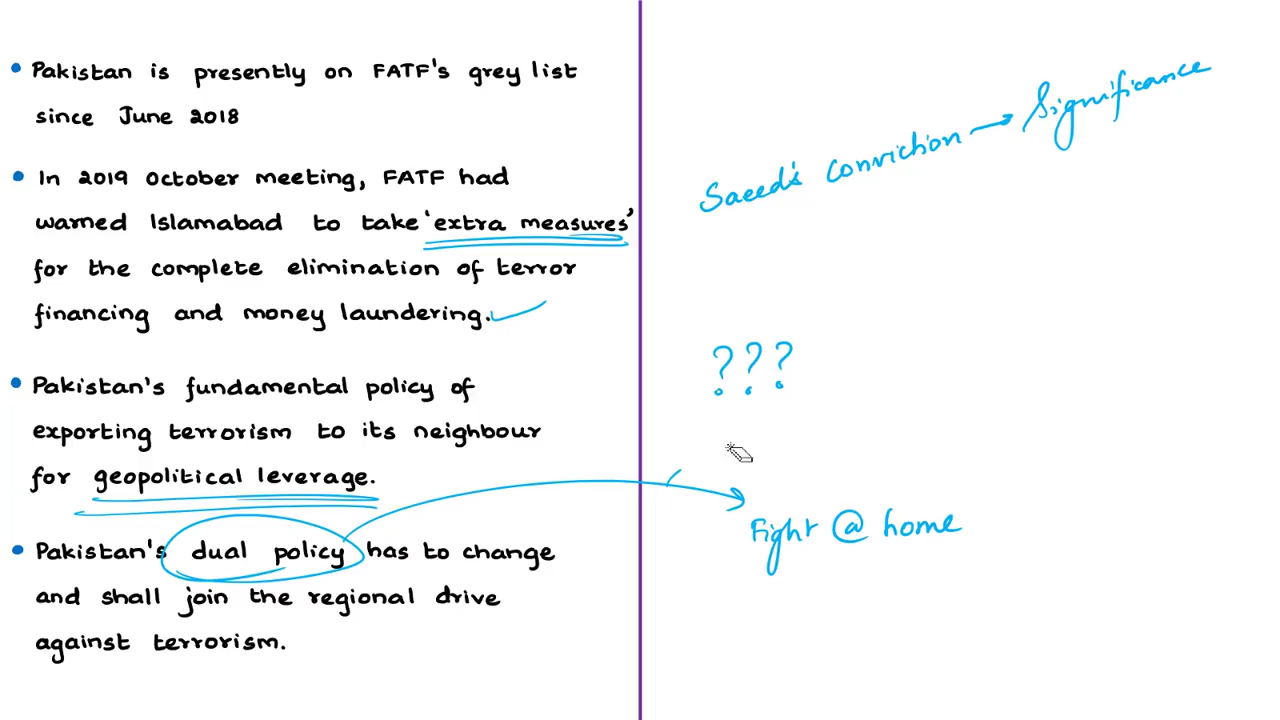 • Pakistan is presently on FATF's grey list
since June 2018
• In 2019 October meeting, FATF had
warned Islamabad to take 'extra measures'
for the complete elimination of terror
financing and money laundering.
• Pakistan's fundamental policy of
exporting terrorism to its neighbour
for geopolitical leverage.
• Pakistan's dual policy has to change
and shall join the regional drive
against terrorism.
Saeed's conviction → Significance
???
Fight @ home